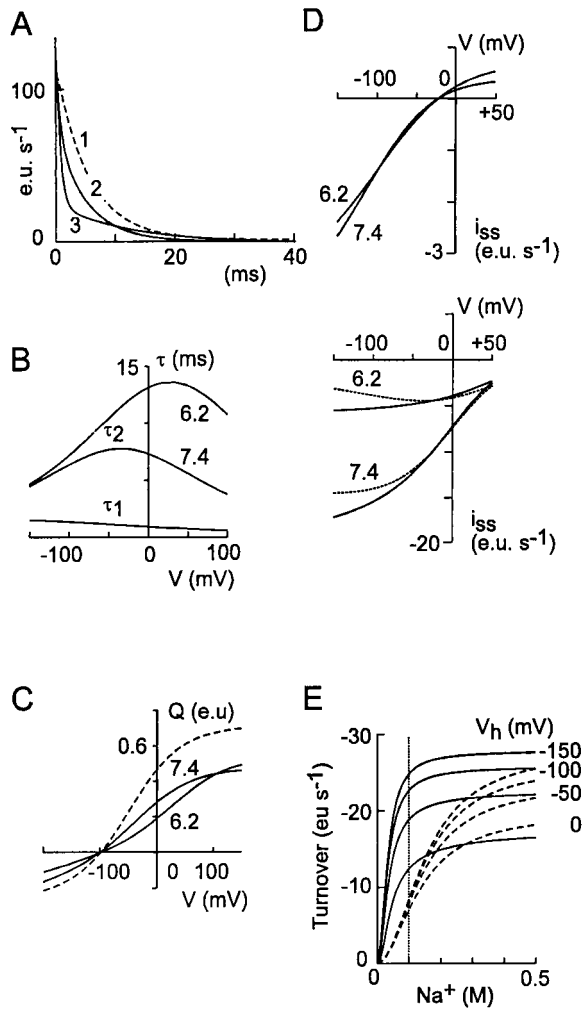 A
100
e.u. s-1
1
2
3
0
0
20
40
(ms)
B
15
τ (ms)
6.2
τ2
7.4
τ1
-100
0
100
V (mV)
C
Q (e.u)
0.6
7.4
6.2
-100
0
100
V (mV)
D
V (mV)
-100
0
+50
6.2
7.4
iss
-3
(e.u. s-1)
V (mV)
-100
0
+50
6.2
7.4
iss
-20
(e.u. s-1)
E
-30
Vh (mV)
-150
-100
-50
0
-20
-10
0
Turnover (eu s-1)
0
0.5
Na+ (M)